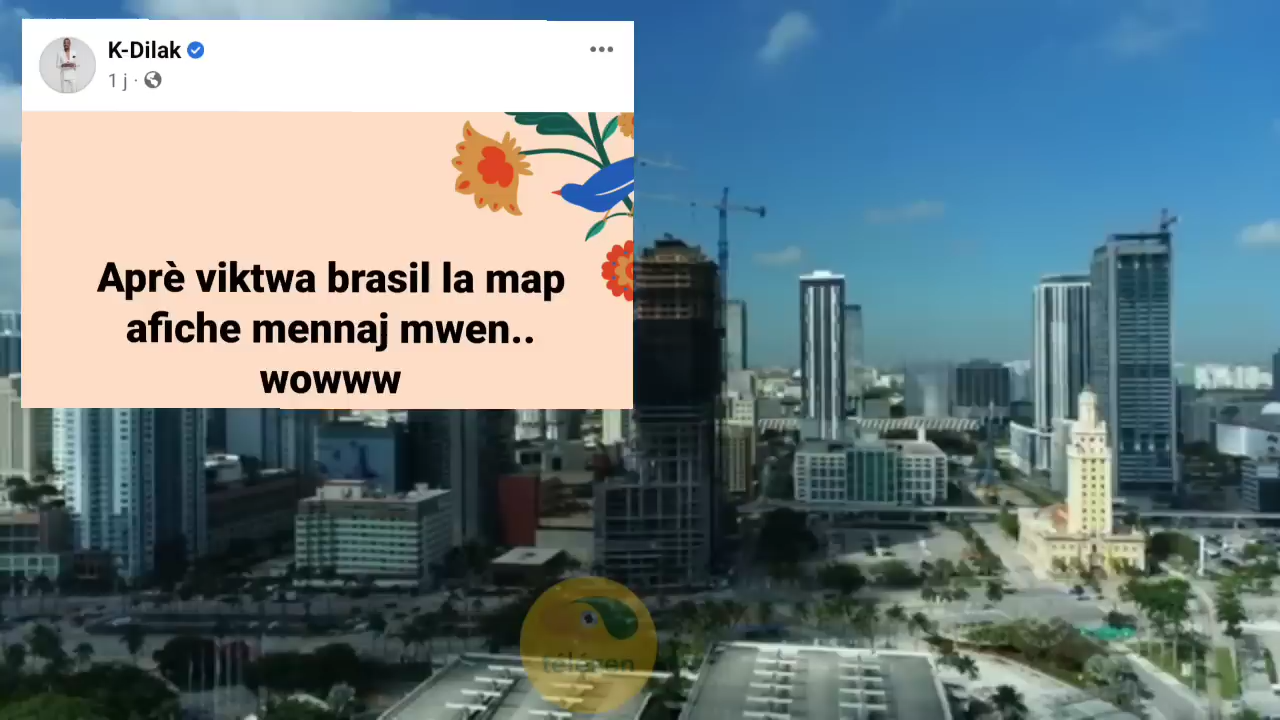 K-Dilak
1 j ·
Aprè viktwa brasil la map
afiche mennaj mwen..
wowww